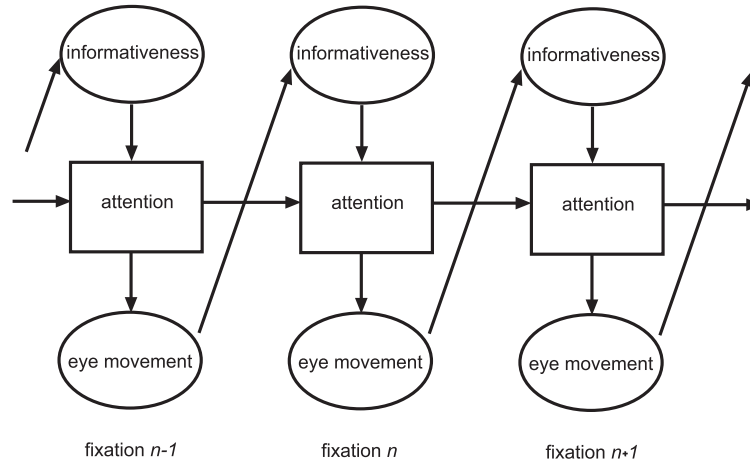 informativeness informativeness informativeness
attention attention attention
eye movement eye movement eye movement
fixation n-1 fixation n fixation n+1